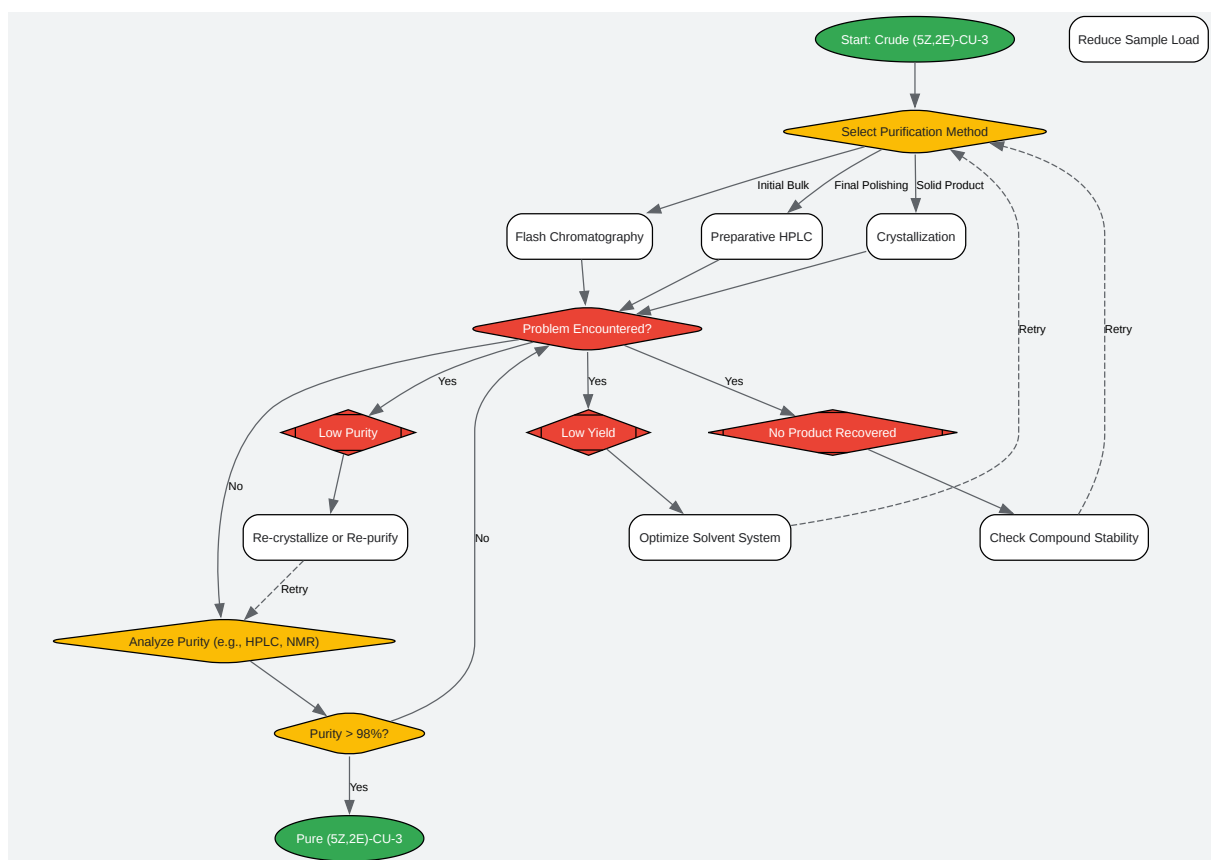 Start: Crude (5Z,2E)-CU-3
Reduce Sample Load
Select Purification Method
Initial Bulk
Final Polishing
Solid Product
Flash Chromatography
Preparative HPLC
Crystallization
Problem Encountered?
Retry
Retry
Yes
Yes
Yes
Low Purity
Low Yield
No Product Recovered
No
Re-crystallize or Re-purify
No
Optimize Solvent System
Check Compound Stability
Retry
Analyze Purity (e.g., HPLC, NMR)
Purity > 98%?
Yes
Pure (5Z,2E)-CU-3